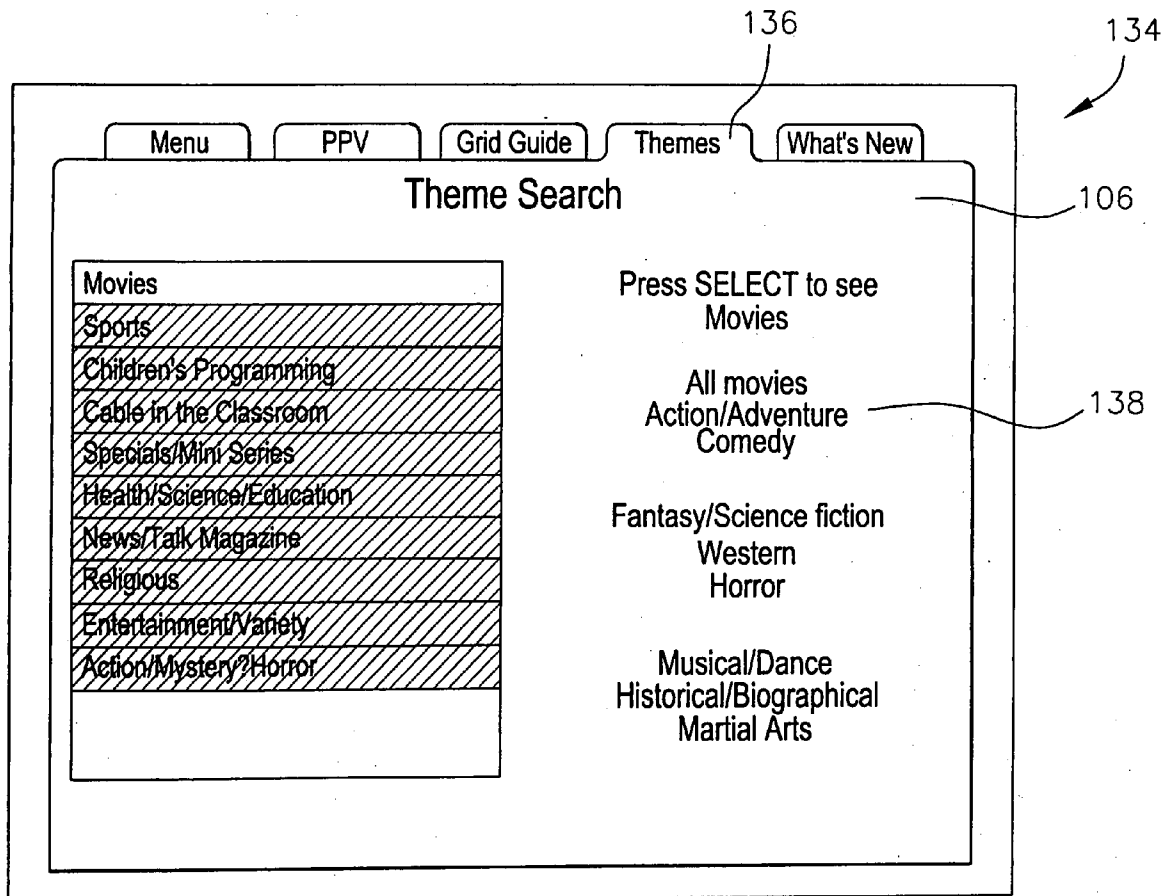 136
134
Menu PPV Grid Guide Themes What's New
Theme Search
106
Movies
Sports
Children's Programming
Cable in the Classroom
Specials/Mini Series
Health/Science/Education
News/Talk Magazine
Religious
Entertainment/Variety
Action/Mystery?Horror
Press SELECT to see
Movies
All movies
Action/Adventure
138
Comedy
Fantasy/Science fiction
Western
Horror
Musical/Dance
Historical/Biographical
Martial Arts